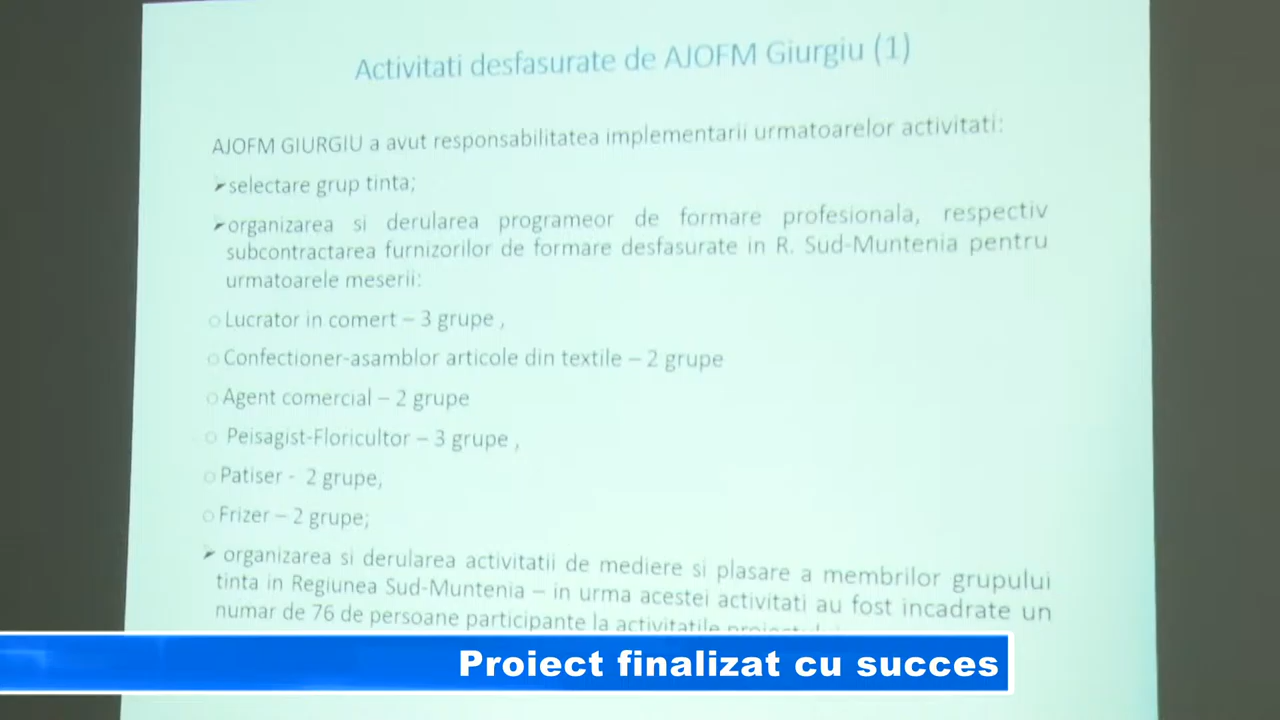 Activitati desfasurate de AJOFM Giurgiu (1)
AJOFM GIURGIU a avut responsabilitatea implementarii urmatoarelor activitati:
➢selectare grup tinta;
➢organizarea si derularea programeor de formare profesionala, respectiv
subcontractarea furnizorilor de formare desfasurate in R. Sud-Muntenia pentru
urmatoarele meserii:
○Lucrator in comert – 3 grupe ,
○Confectioner-asamblor articole din textile – 2 grupe
○Agent comercial – 2 grupe
○ Peisagist-Floricultor – 3 grupe ,
○Patiser - 2 grupe,
○Frizer – 2 grupe;
➢ organizarea si derularea activitatii de mediere si plasare a membrilor grupului
tinta in Regiunea Sud-Muntenia – in urma acestei activitati au fost incadrate un
numar de 76 de persoane participante la activitatile
Proiect finalizat cu succes